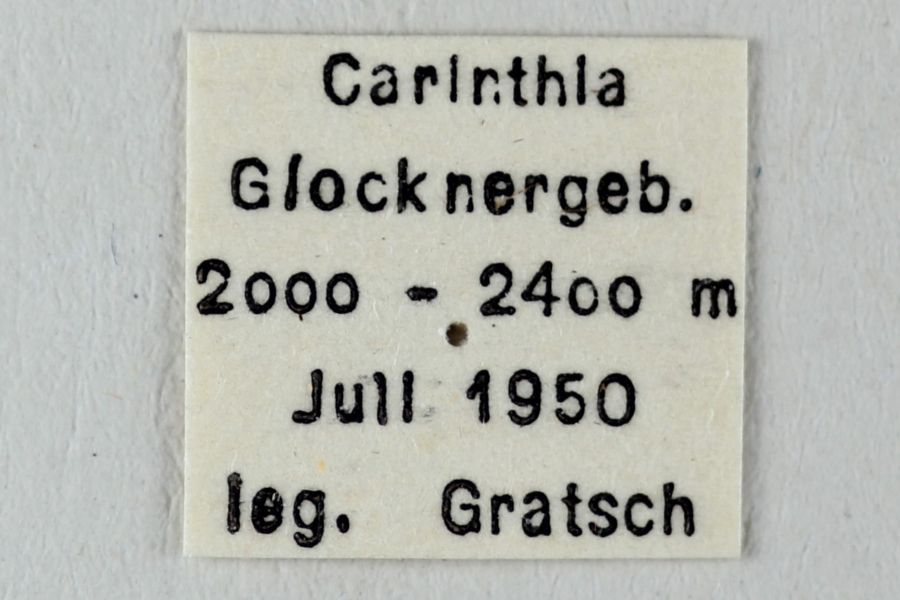 Carinthia
Glocknergeb.
2000 - 2400 m
Juli 1950
leg. Gratsch